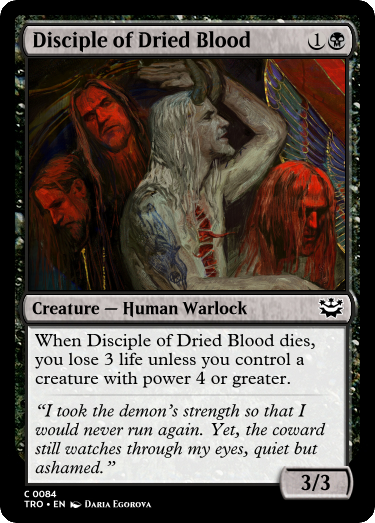 Disciple of Dried Blood 1
Creature — Human Warlock
When Disciple of Dried Blood dies,
you lose 3 life unless you control a
creature with power 4 or greater.
“I took the demon’s strength so that I
would never run again. Yet, the coward
still watches through my eyes, quiet but
ashamed.”
3/3
C 0084
TRO • EN Daria Egorova